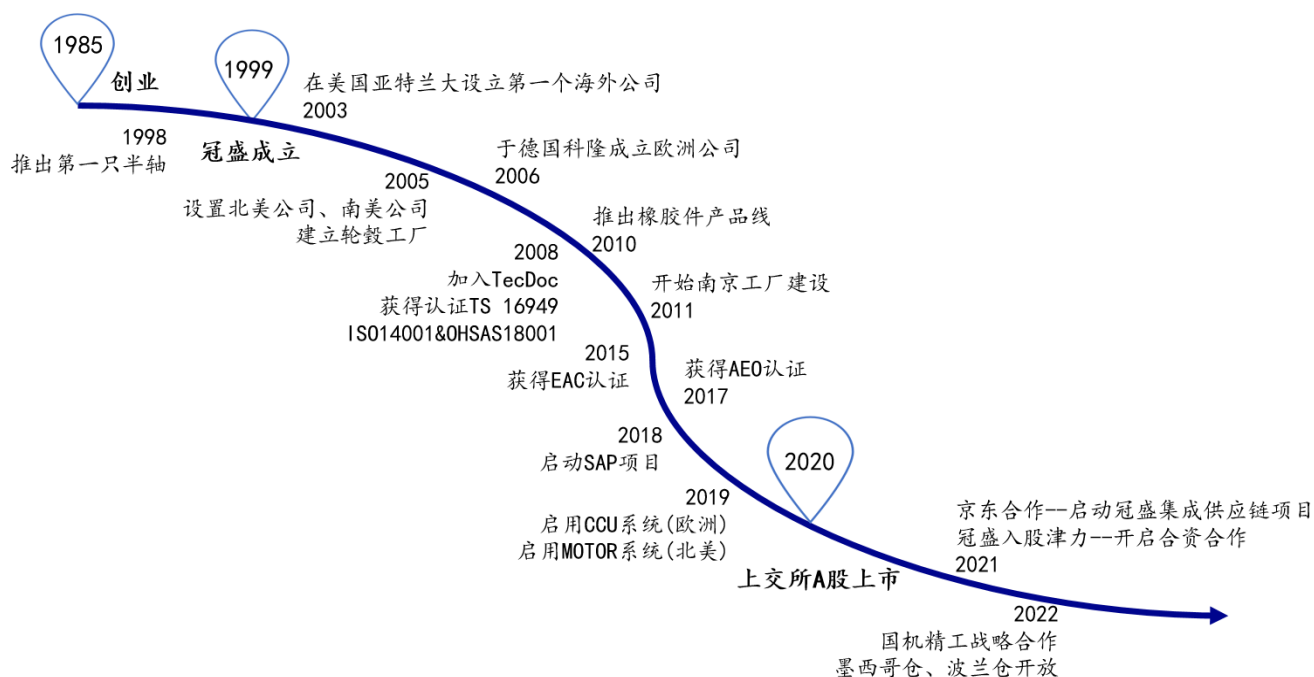 1985
创业
1998
推出第一只半轴
1999
冠盛成立
在美国亚特兰大设立第一个海外公司
2003
2005
设置北美公司、南美公司
建立轮毂工厂
于德国科隆成立欧洲公司
2006
2008
加入TecDoc
获得认证TS 16949
ISO14001&OHSAS18001
推出橡胶件产品线
2010
开始南京工厂建设
2011
2015
获得EAC认证
获得AEO认证
2017
2018
启动SAP项目
2019
启用CCU系统(欧洲)
启用MOTOR系统(北美)
2020
上交所A股上市
京东合作--启动冠盛集成供应链项目
冠盛入股津力--开启合资合作
2021
2022
国机精工战略合作
墨西哥仓、波兰仓开放